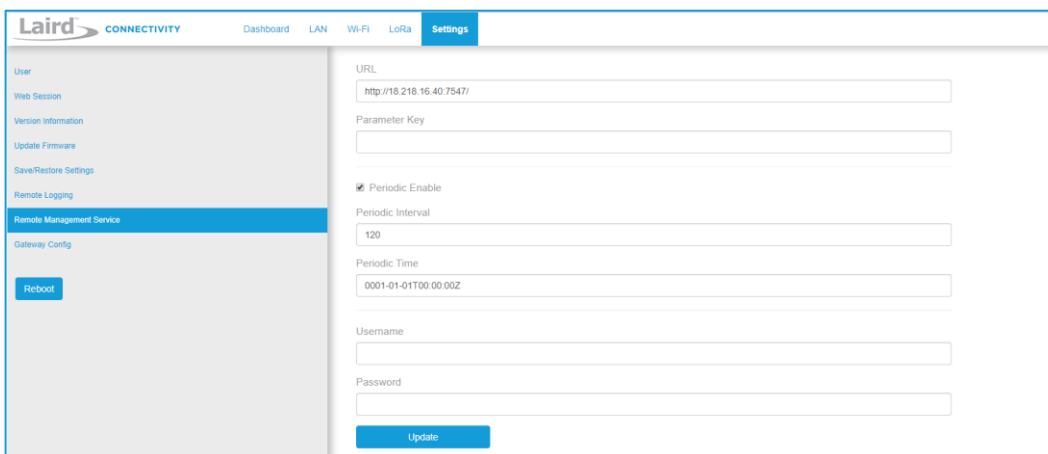 Laird CONNECTIVITY Dashboard LAN Wi-Fi LoRa Settings
User
Web Session
Version Information
Update Firmware
Save/Restore Settings
Remote Logging
Remote Management Service
Gateway Config
Reboot
URL
http://18.218.16.40:7547/
Parameter Key
Periodic Enable
Periodic Interval
120
Periodic Time
0001-01-01T00:00:00Z
Username
Password
Update